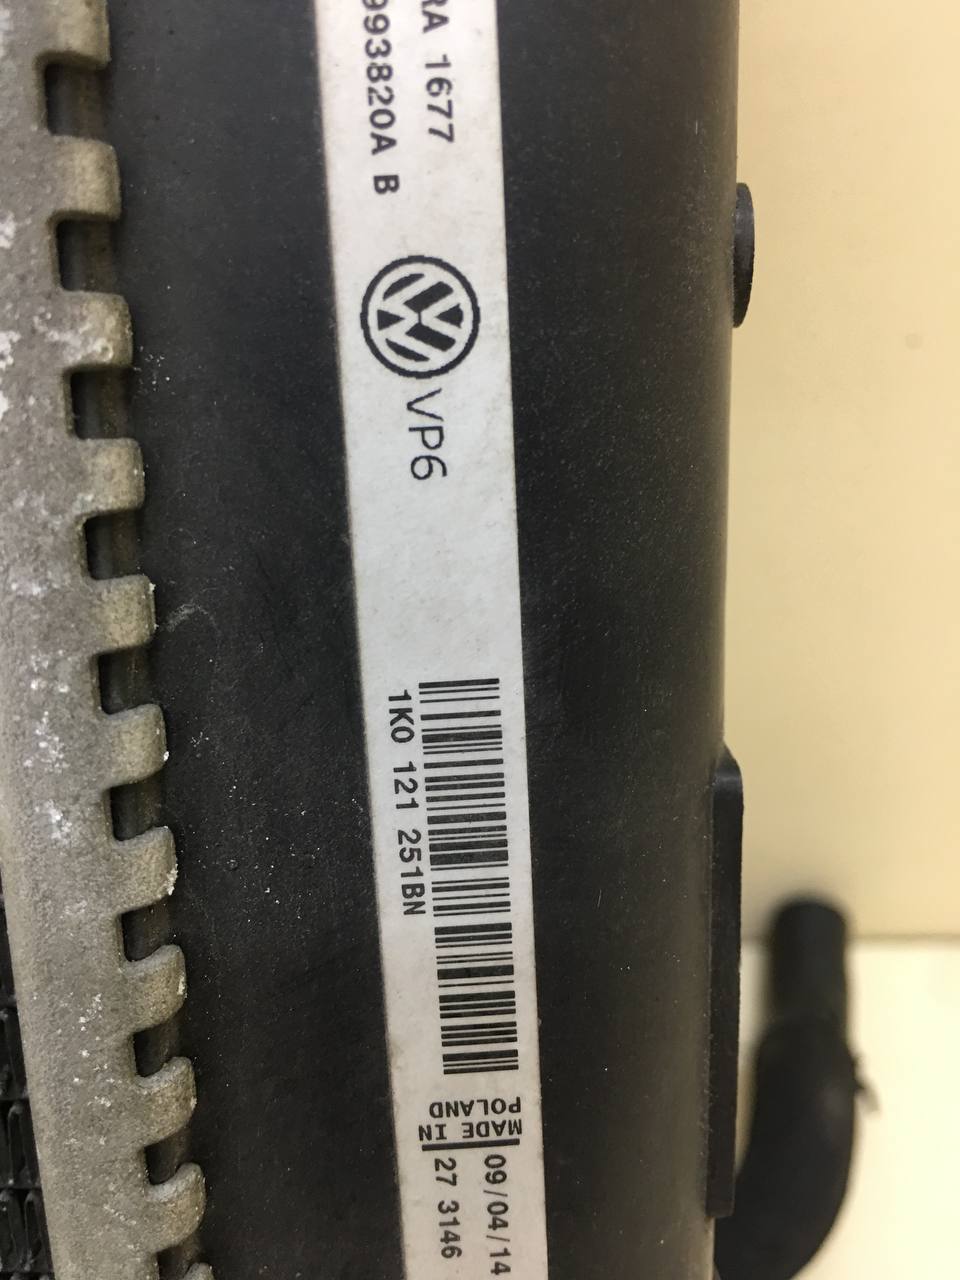 RA 1677
993820A B
VP6
1K0 121 251BN
MADE IN
POLAND
09/04/14
27 3146